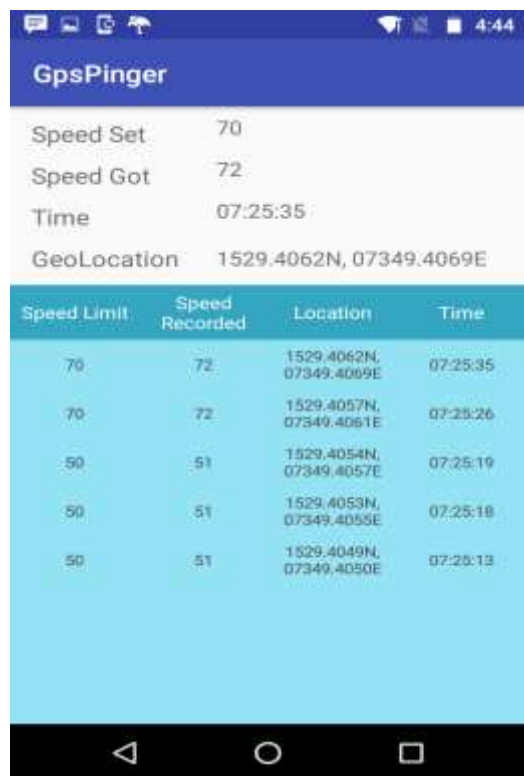 4:44
GpsPinger
Speed Set 70
Speed Got 72
Time 07:25:35
GeoLocation 1529.4062N, 07349.4069E
Speed Limit Speed Recorded Location Time
70 72 1529.4062N, 07349.4069E 07:25:35
70 72 1529.4057N, 07349.4061E 07:25:26
50 51 1529.4054N, 07349.4057E 07:25:19
50 51 1529.4053N, 07349.4055E 07:25:18
50 51 1529.4049N, 07349.4050E 07:25:13